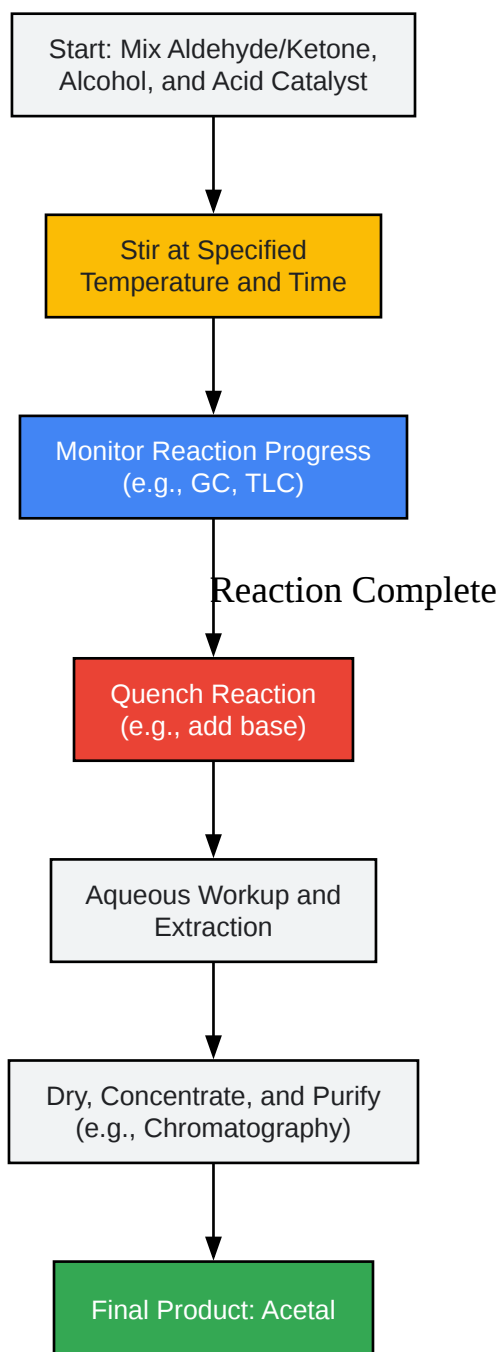 Start: Mix Aldehyde/Ketone,
Alcohol, and Acid Catalyst
Stir at Specified
Temperature and Time
Monitor Reaction Progress
(e.g., GC, TLC)
Reaction Complete
Quench Reaction
(e.g., add base)
Aqueous Workup and
Extraction
Dry, Concentrate, and Purify
(e.g., Chromatography)
Final Product: Acetal